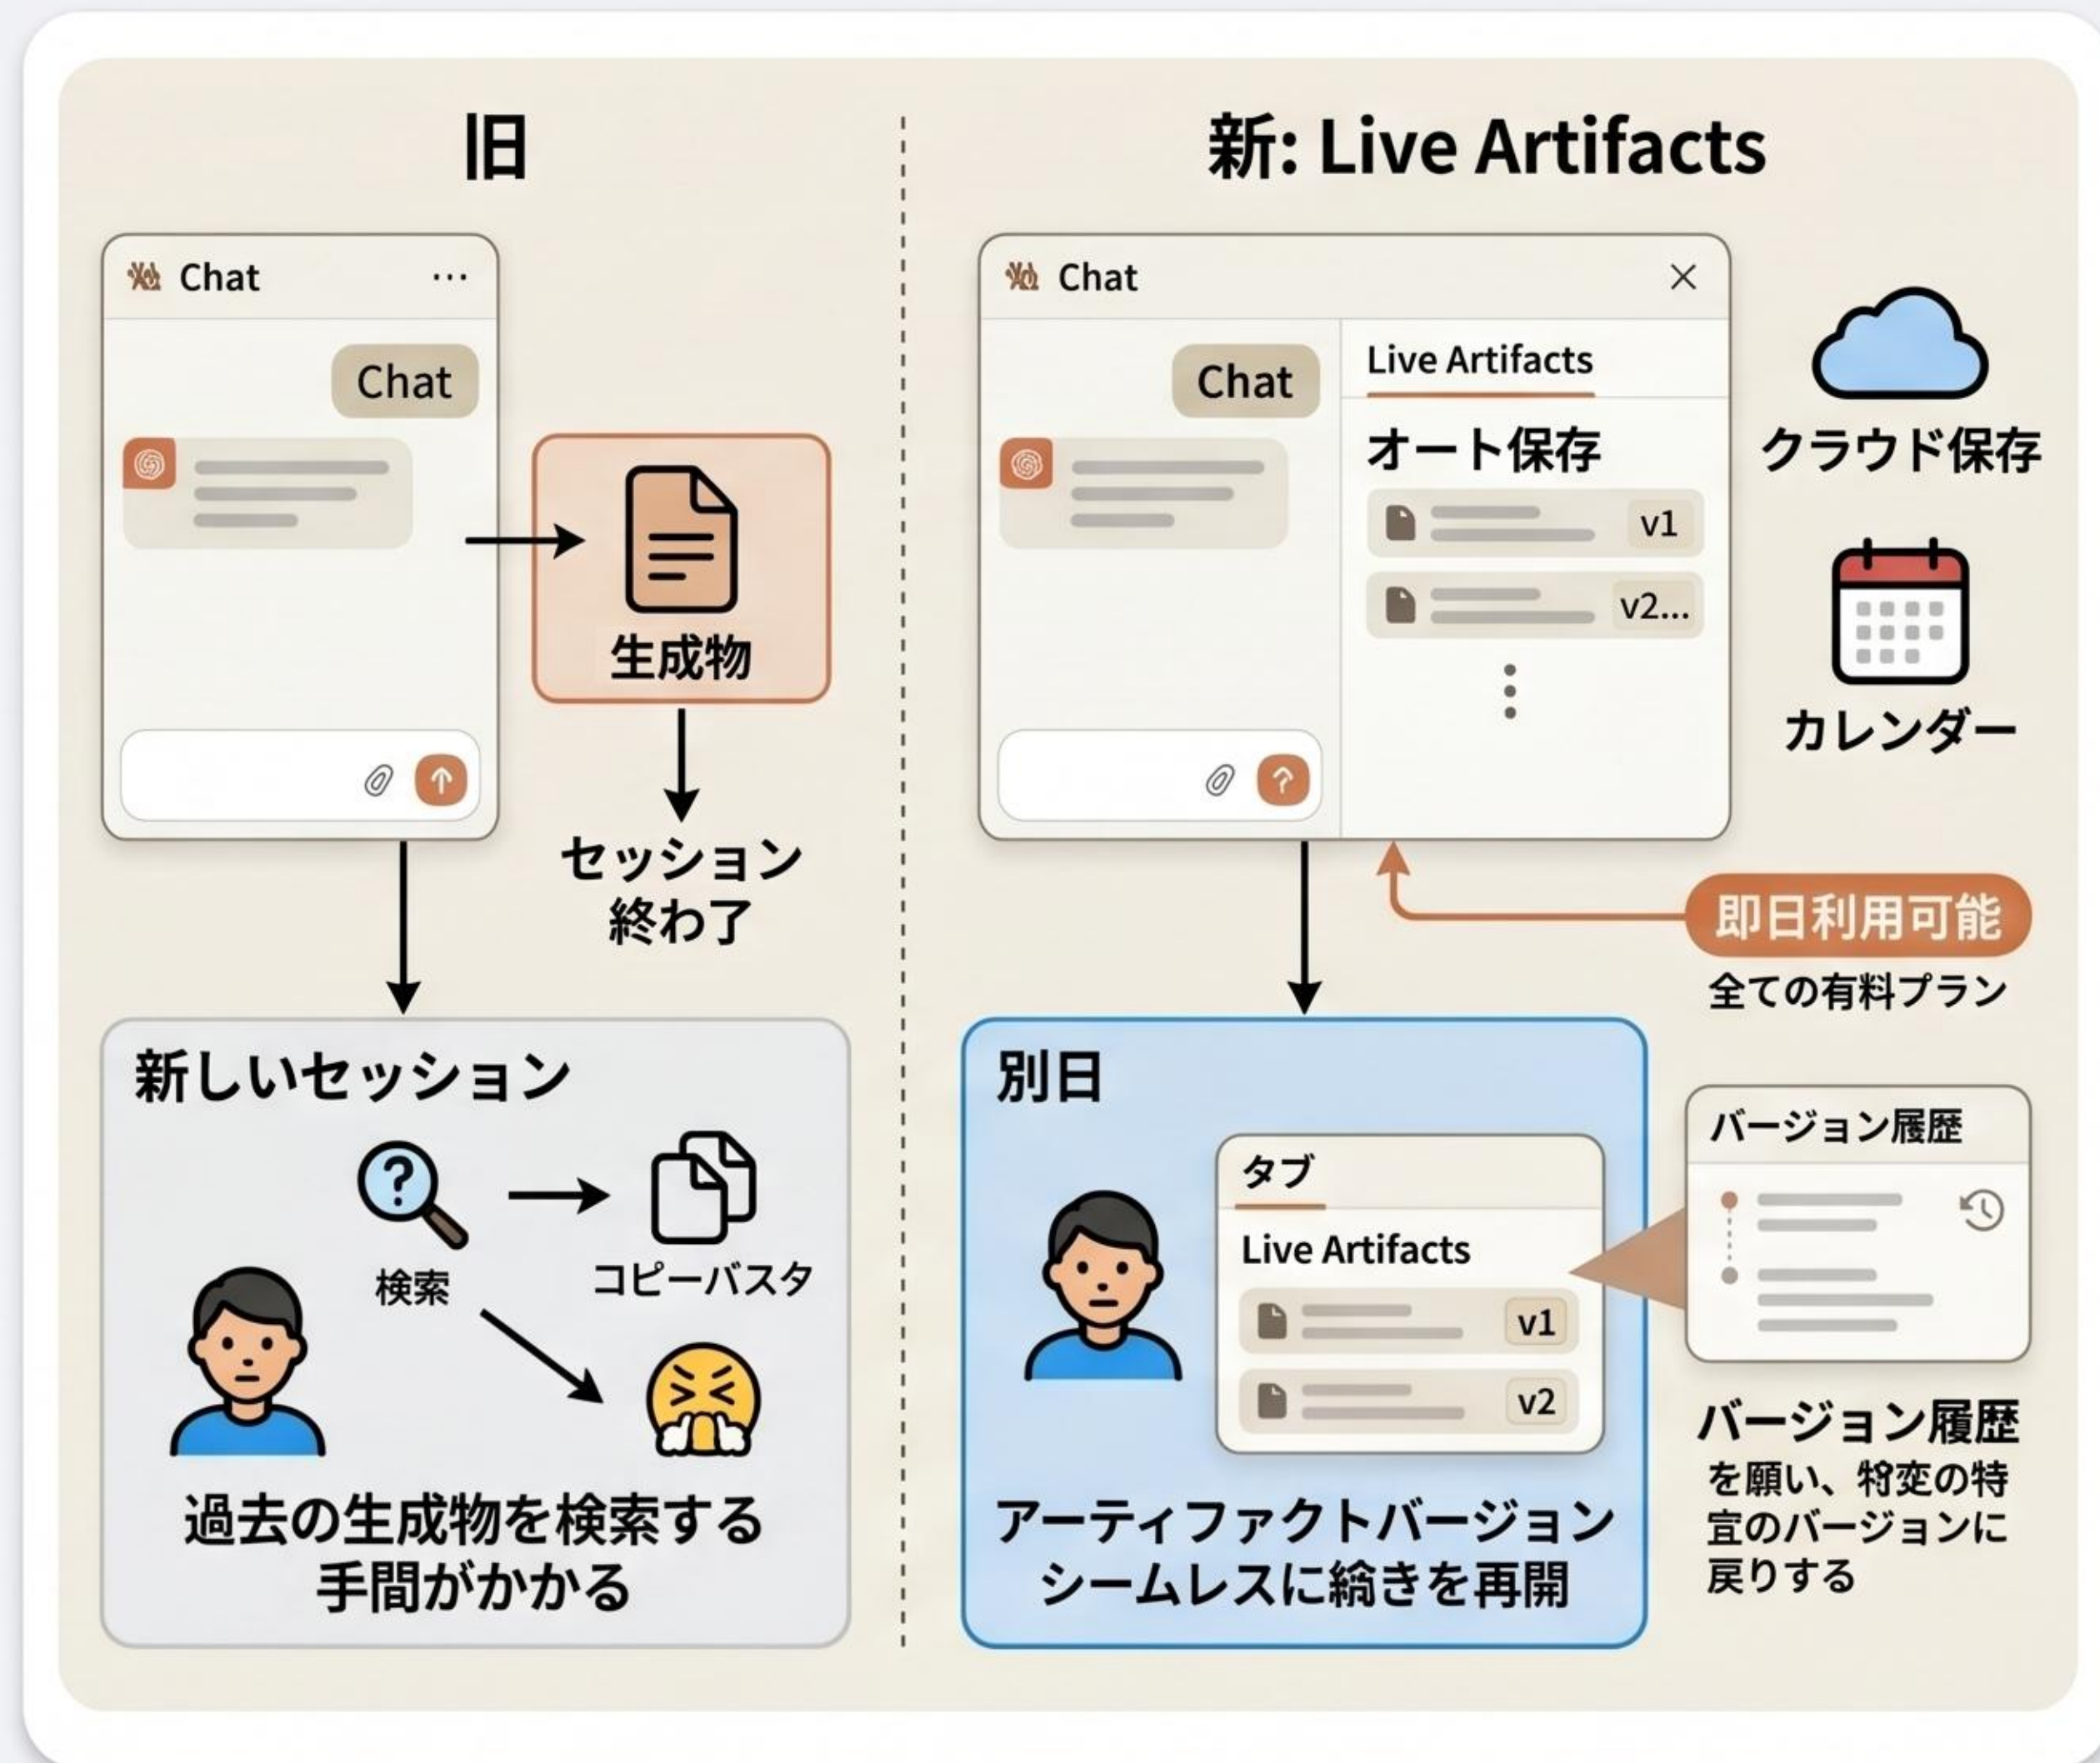 旧
Chat
Chat
生成物
セッション
終わ了
新しいセッション
検索
コピーバスタ
過去の生成物を検索する
手間がかかる
新: Live Artifacts
Chat
Chat
Live Artifacts
オート保存
v1
v2...
クラウド保存
カレンダー
即日利用可能
全ての有料プラン
別日
タブ
Live Artifacts
v1
v2
アーティファクトバージョン
シームレスにきを再開
バージョン履歴
バージョン履歴
を願い、変の特
宜のバージョンに
戻りする